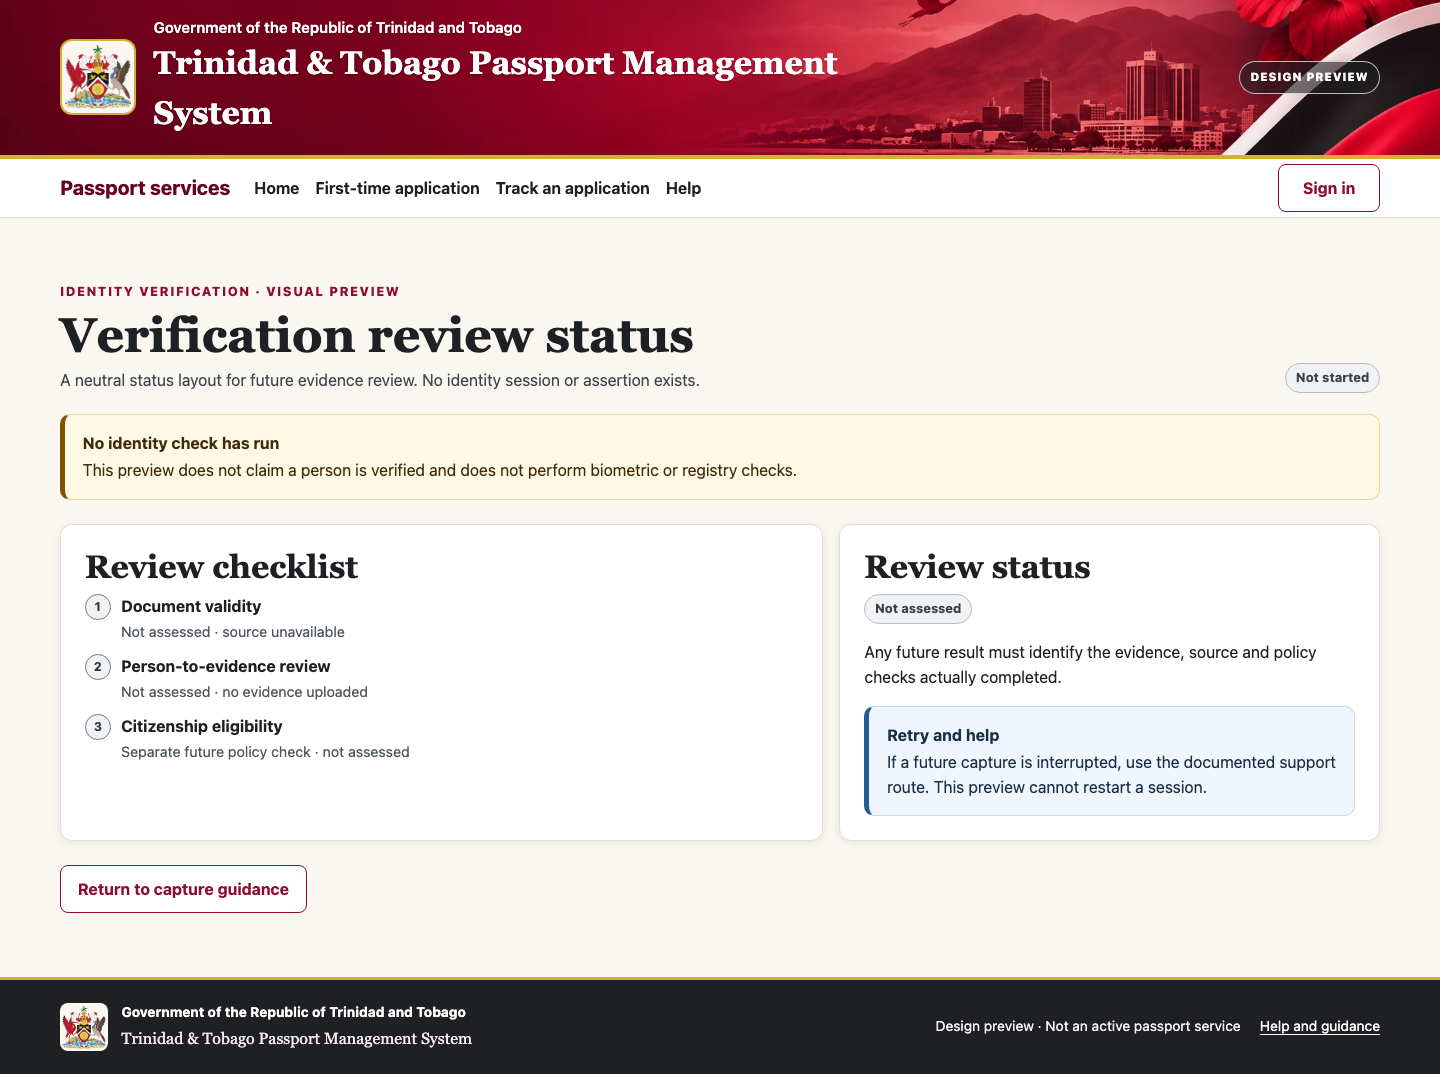 Government of the Republic of Trinidad and Tobago
Trinidad & Tobago Passport Management
System
DESIGN PREVIEW
Passport services
Home
First-time application
Track an application
Help
Sign in
IDENTITY VERIFICATION · VISUAL PREVIEW
Verification review status
A neutral status layout for future evidence review. No identity session or assertion exists.
Not started
No identity check has run
This preview does not claim a person is verified and does not perform biometric or registry checks.
Review checklist
1 Document validity
Not assessed · source unavailable
2 Person-to-evidence review
Not assessed · no evidence uploaded
3 Citizenship eligibility
Separate future policy check · not assessed
Review status
Not assessed
Any future result must identify the evidence, source and policy
checks actually completed.
Retry and help
If a future capture is interrupted, use the documented support
route. This preview cannot restart a session.
Return to capture guidance
Government of the Republic of Trinidad and Tobago
Trinidad & Tobago Passport Management System
Design preview · Not an active passport service
Help and guidance